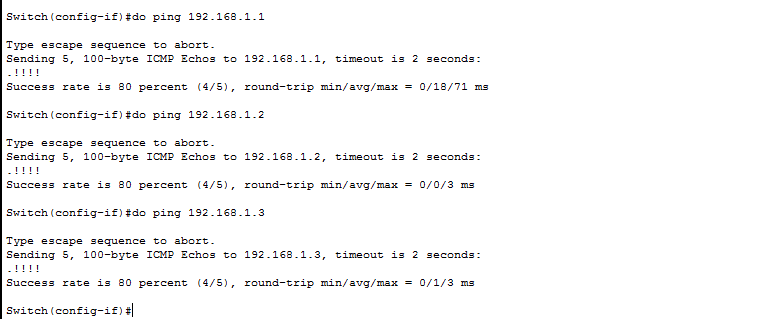 Switch(config-if)#do ping 192.168.1.1
Type escape sequence to abort.
Sending 5, 100-byte ICMP Echos to 192.168.1.1, timeout is 2 seconds:
.!!!!
Success rate is 80 percent (4/5), round-trip min/avg/max = 0/18/71 ms
Switch(config-if)#do ping 192.168.1.2
Type escape sequence to abort.
Sending 5, 100-byte ICMP Echos to 192.168.1.2, timeout is 2 seconds:
.!!!!
Success rate is 80 percent (4/5), round-trip min/avg/max = 0/0/3 ms
Switch(config-if)#do ping 192.168.1.3
Type escape sequence to abort.
Sending 5, 100-byte ICMP Echos to 192.168.1.3, timeout is 2 seconds:
.!!!!
Success rate is 80 percent (4/5), round-trip min/avg/max = 0/1/3 ms
Switch(config-if)#